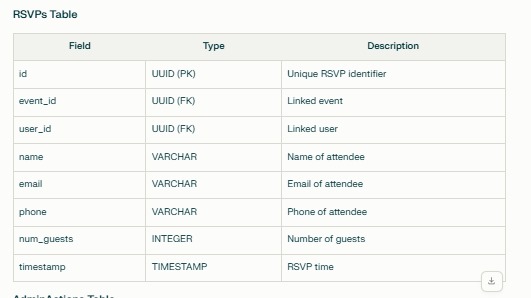 RSVPs Table
Field Type Description
id UUID (PK) Unique RSVP identifier
event_id UUID (FK) Linked event
user_id UUID (FK) Linked user
name VARCHAR Name of attendee
email VARCHAR Email of attendee
phone VARCHAR Phone of attendee
num_guests INTEGER Number of guests
timestamp TIMESTAMP RSVP time
AdminActions Table